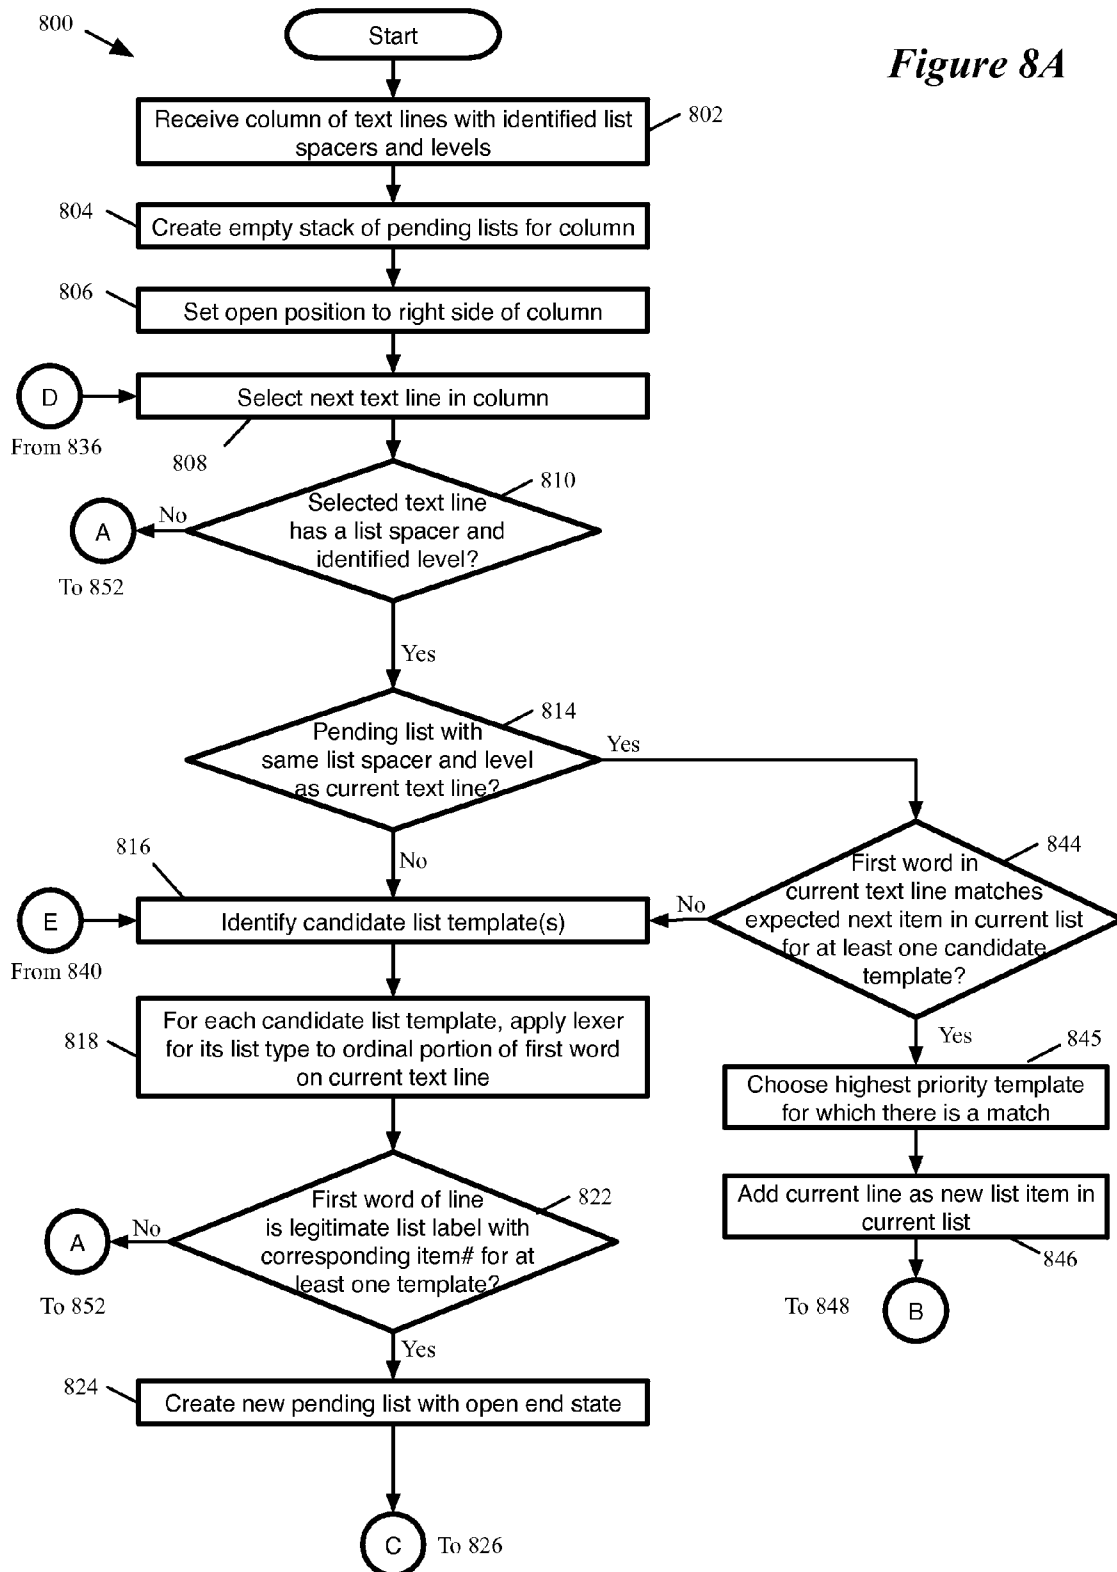 800
Start
Figure 8A
Receive column of text lines with identified list
spacers and levels
802
804
Create empty stack of pending lists for column
806
Set open position to right side of column
D
From 836
Select next text line in column
808
810
Selected text line
has a list spacer and
identified level?
No
A
To 852
Yes
814
Pending list with
same list spacer and level
as current text line?
Yes
No
816
844
First word in
current text line matches
expected next item in current list
for at least one candidate
template?
No
E
From 840
Identify candidate list template(s)
818
For each candidate list template, apply lexer
for its list type to ordinal portion of first word
on current text line
Yes
845
Choose highest priority template
for which there is a match
822
First word of line
is legitimate list label with
corresponding item# for at
least one template?
No
A
To 852
Add current line as new list item in
current list
846
To 848
B
Yes
824
Create new pending list with open end state
C
To 826